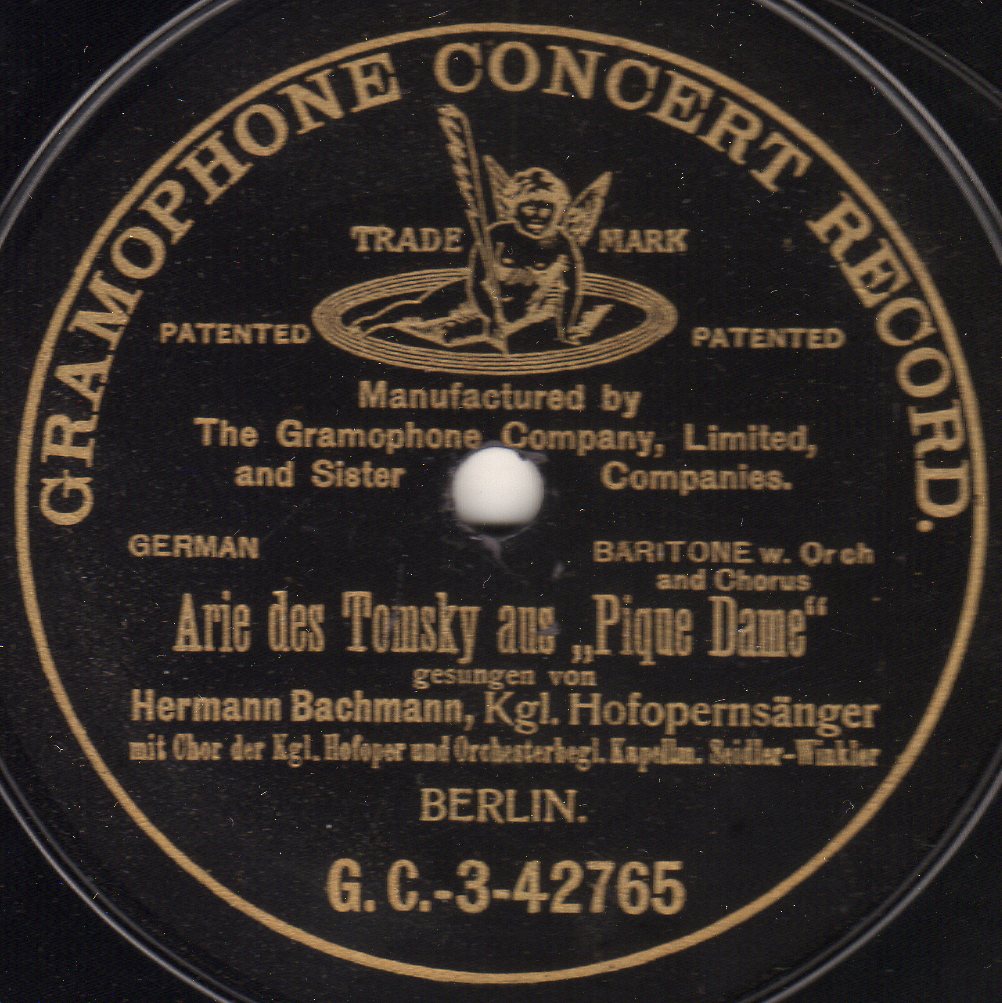 GRAMOPHONE CONCERT RECORD.
TRADE MARK
PATENTED PATENTED
Manufactured by
The Gramophone Company, Limited,
and Sister Companies.
GERMAN BARITONE w. Orch
and Chorus
Arie des Tomsky aus „Pique Dame“
gesungen von
Hermann Bachmann, Kgl. Hofopernsänger
mit Chor der Kgl. Hofoper und Orchesterbegl. Kapellm. Seidler-Winkler
BERLIN.
G. C.-3-42765